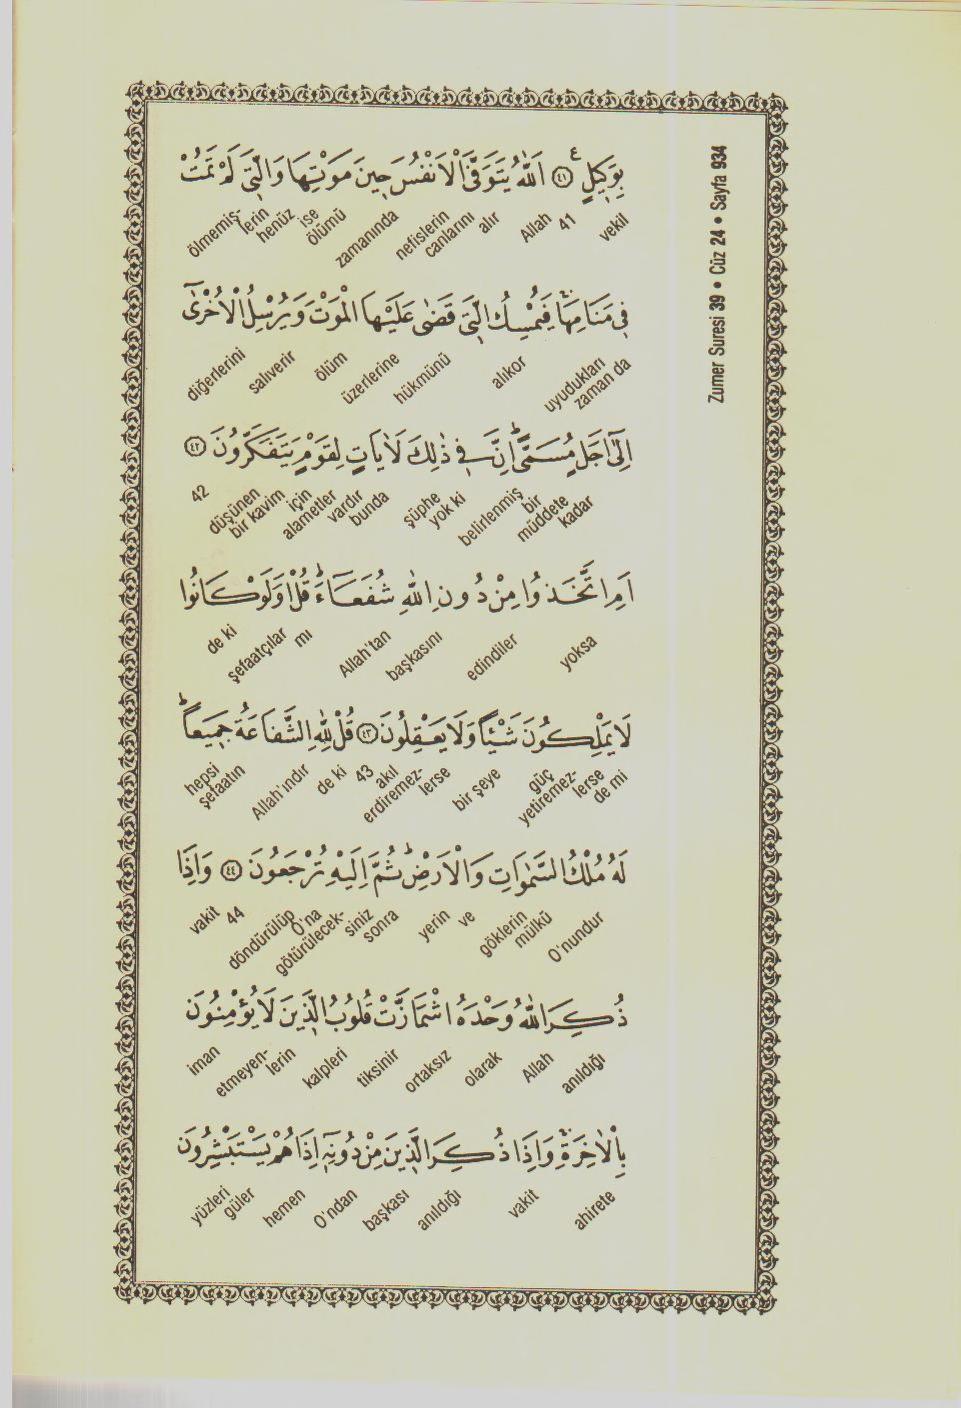 Zumer Suresi 39 • Cüz 24 • Sayfa 934
بِوَكِيلٍ ﴿٤١﴾ اَللّٰهُ يَتَوَفَّى الْاَنْفُسَ حِينَ مَوْتِهَا وَالَّتِى لَمْ تَمُتْ
vekil 41 Allah alır canlarını nefislerin zamanında ölümü ise henüz ölmemiş-lerin
فِى مَنَامِهَاۚ فَيُمْسِكُ الَّتِى قَضٰى عَلَيْهَا الْمَوْتَ وَيُرْسِلُ الْاُخْرٰٓى
uyudukları zaman da alıkor hükmünü üzerlerine ölüm salıverir diğerlerini
اِلٰٓى اَجَلٍ مُسَمًّىۜ اِنَّ فِى ذٰلِكَ لَاٰيَاتٍ لِقَوْمٍ يَتَفَكَّرُونَ ﴿٤٢﴾
kadar müddete bir belirlenmiş yok ki şüphe bunda vardır alametler için bir kavim düşünen 42
اَمِ اتَّخَذُوا مِنْ دُونِ اللّٰهِ شُفَعَٓاءَۜ قُلْ اَوَلَوْ كَانُوا
yoksa edindiler başkasını Allah'tan mı şefaatçılar de ki
لَا يَمْلِكُونَ شَيْـًٔا وَلَا يَعْقِلُونَ ﴿٤٣﴾ قُلْ لِلّٰهِ الشَّفَاعَةُ جَمِيعًاۜ
de mi güç yetiremez-lerse bir şeye akıl erdiremez-lerse 43 de ki Allah'ındır şefaatın hepsi
لَهُ مُلْكُ السَّمٰوَاتِ وَالْاَرْضِۜ ثُمَّ اِلَيْهِ تُرْجَعُونَ ﴿٤٤﴾ وَاِذَا
O'nundur mülkü göklerin ve yerin sonra O'na döndürülüp götürülecek-siniz 44 vakit
ذُكِرَ اللّٰهُ وَحْدَهُ اشْمَاَزَّتْ قُلُوبُ الَّذِينَ لَا يُؤْمِنُونَ
anıldığı Allah olarak ortaksız tiksinir kalpleri etmeyen-lerin iman
بِالْاٰخِرَةِۚ وَاِذَا ذُكِرَ الَّذِينَ مِنْ دُونِهِٓ اِذَا هُمْ يَسْتَبْشِرُونَ
ahirete vakit anıldığı başkası O'ndan hemen güler yüzleri